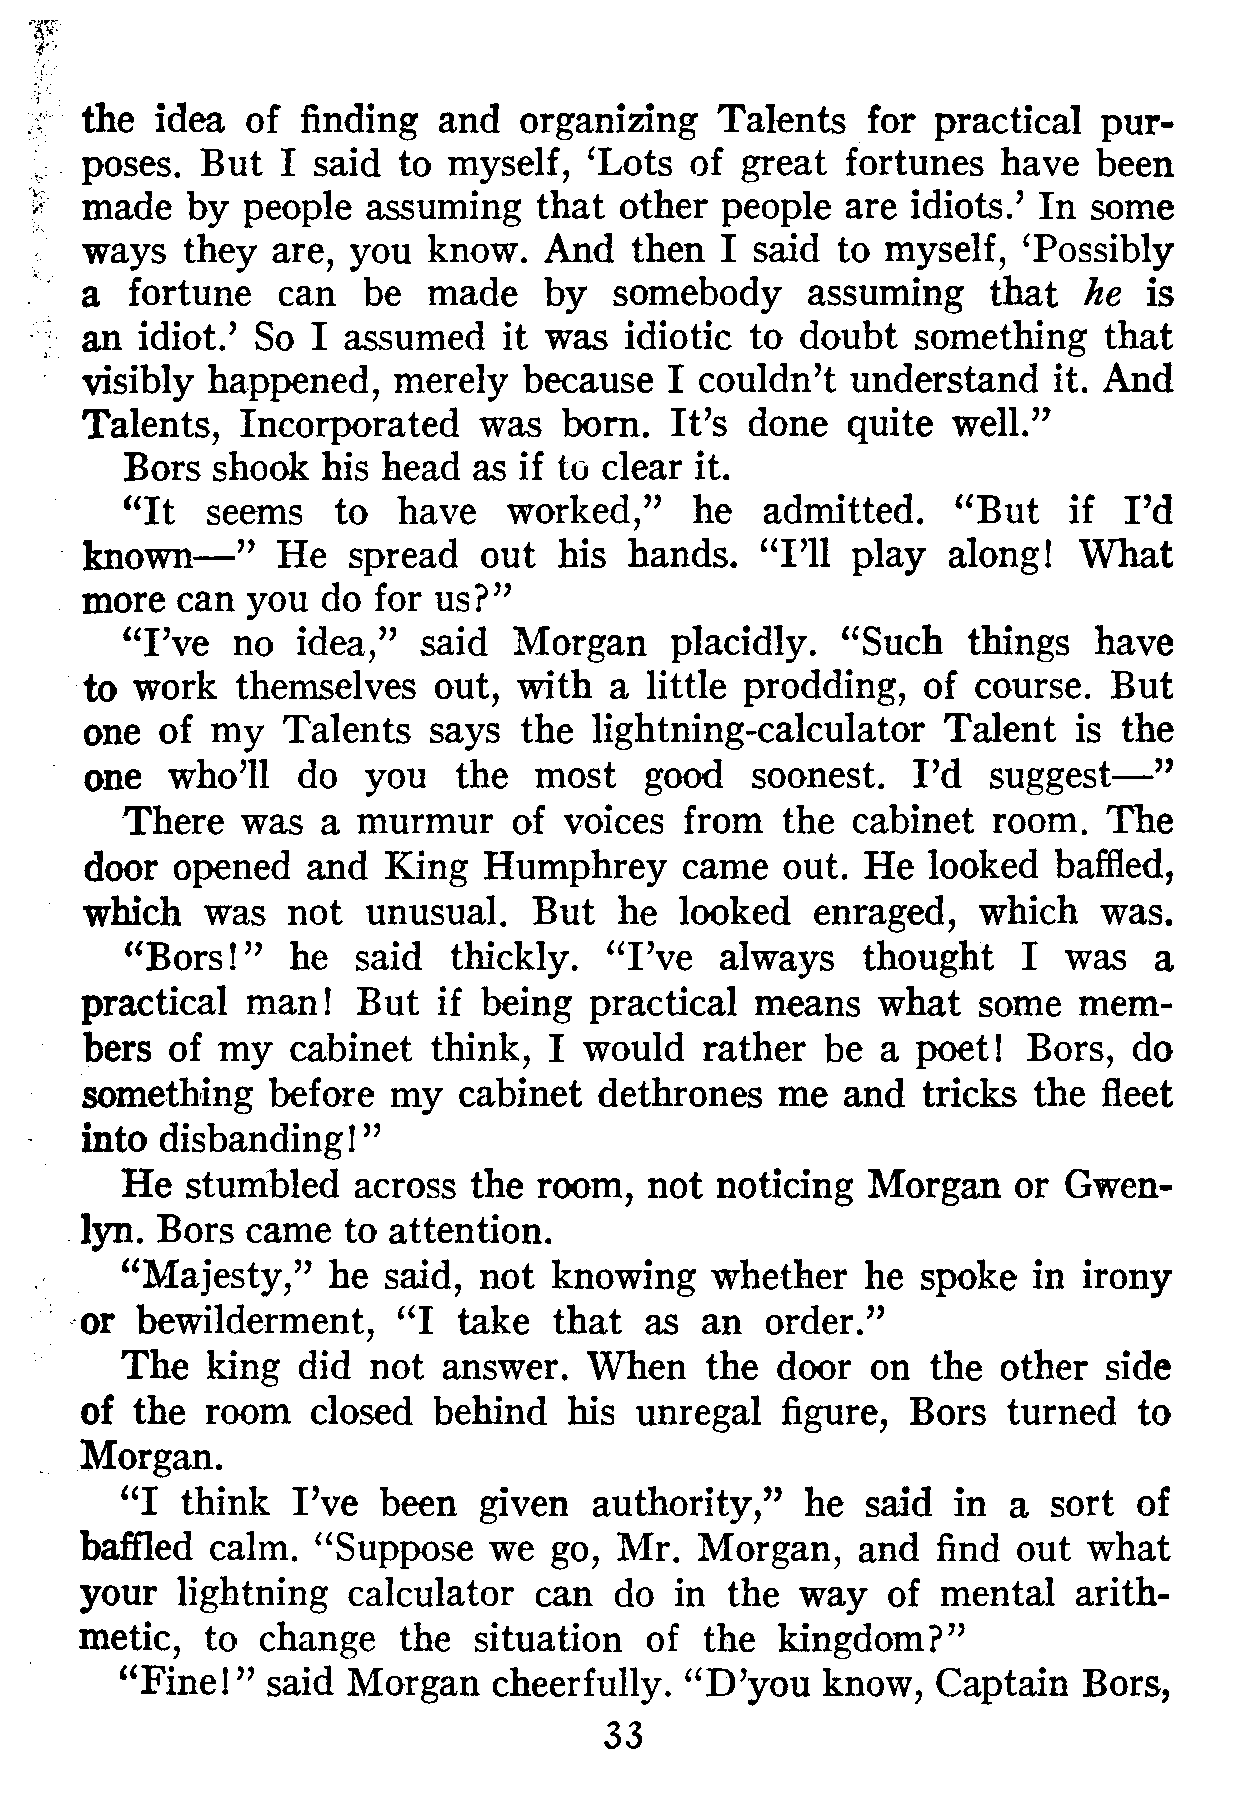 the idea of finding and organizing Talents for practical pur-
poses. But I said to myself, ‘Lots of great fortunes have been
made by people assuming that other people are idiots.’ In some
ways they are, you know. And then I said to myself, ‘Possibly
a fortune can be made by somebody assuming that he is
an idiot.’ So I assumed it was idiotic to doubt something that
visibly happened, merely because I couldn’t understand it. And
Talents, Incorporated was born. It’s done quite well.”
Bors shook his head as if to clear it.
“It seems to have worked,” he admitted. “But if I’d
known—” He spread out his hands. “I’ll play along! What
more can you do for us?”
“I’ve no idea,” said Morgan placidly. “Such things have
to work themselves out, with a little prodding, of course. But
one of my Talents says the lightning-calculator Talent is the
one who’ll do you the most good soonest. I’d suggest—”
There was a murmur of voices from the cabinet room. The
door opened and King Humphrey came out. He looked baffled,
which was not unusual. But he looked enraged, which was.
“Bors!” he said thickly. “I’ve always thought I was a
practical man! But if being practical means what some mem-
bers of my cabinet think, I would rather be a poet! Bors, do
something before my cabinet dethrones me and tricks the fleet
into disbanding!”
He stumbled across the room, not noticing Morgan or Gwen-
lyn. Bors came to attention.
“Majesty,” he said, not knowing whether he spoke in irony
or bewilderment, “I take that as an order.”
The king did not answer. When the door on the other side
of the room closed behind his unregal figure, Bors turned to
Morgan.
“I think I’ve been given authority,” he said in a sort of
baffled calm. “Suppose we go, Mr. Morgan, and find out what
your lightning calculator can do in the way of mental arith-
metic, to change the situation of the kingdom?”
“Fine!” said Morgan cheerfully. “D’you know, Captain Bors,
33